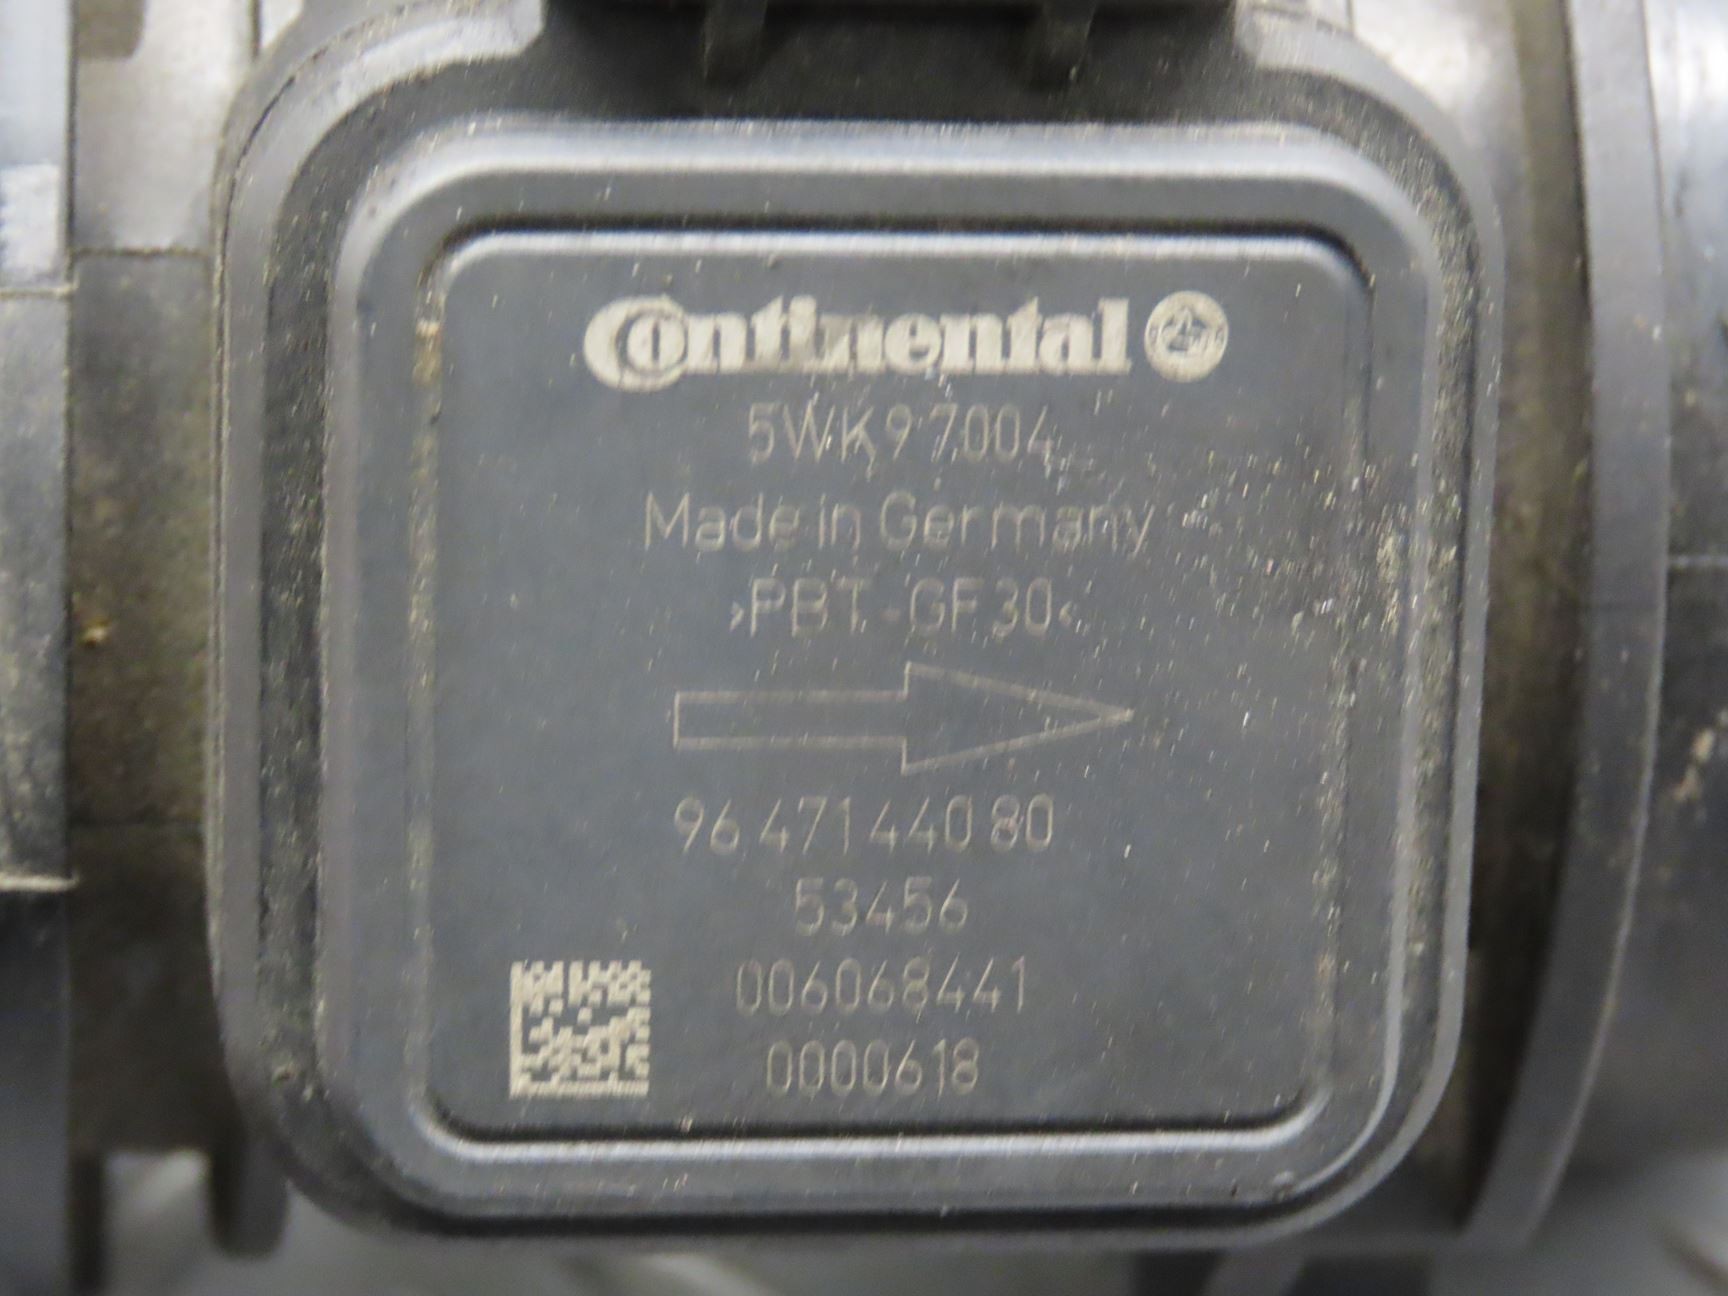 Continental
5WK97004
Made in Germany
>PBT-GF30<
9647144080
53456
006068441
0000618